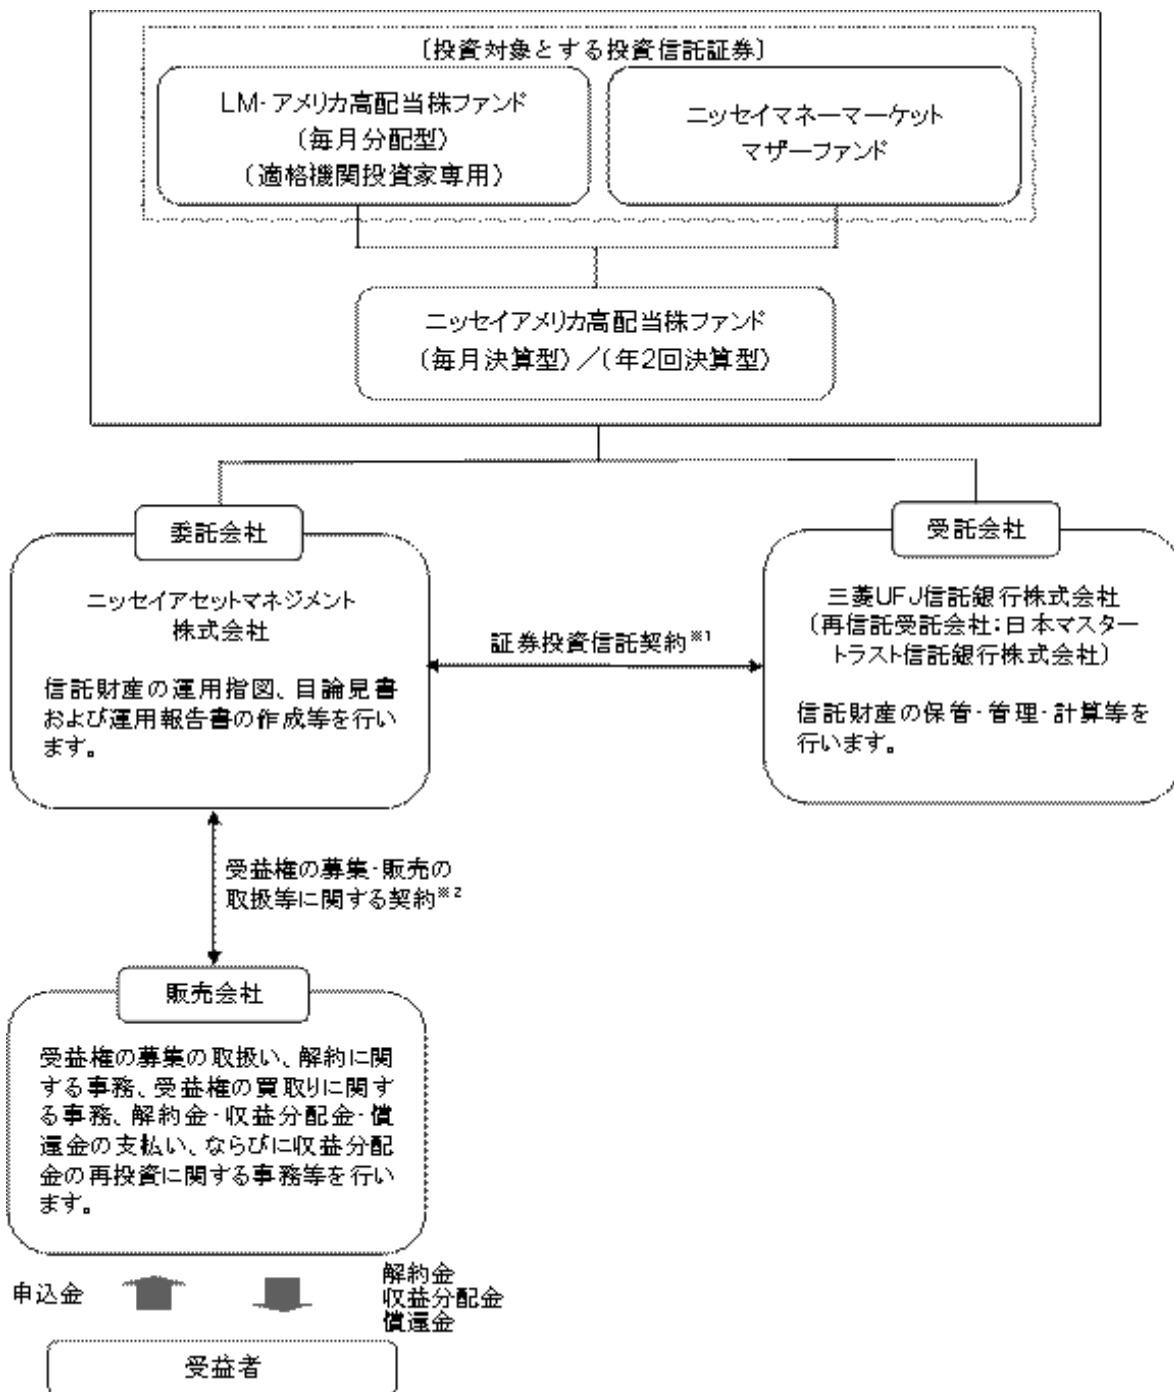 〔投資対象とする投資信託証券〕
LM・アメリカ高配当株ファンド
(毎月分配型)
(適格機関投資家専用)
ニッセイマネーマーケット
マザーファンド
ニッセイアメリカ高配当株ファンド
(毎月決算型)／(年2回決算型)
委託会社
ニッセイアセットマネジメント
株式会社
信託財産の運用指図、目論見書
および運用報告書の作成等を行い
ます。
証券投資信託契約※1
受託会社
三菱UFJ信託銀行株式会社
(再信託受託会社:日本マスター
トラスト信託銀行株式会社)
信託財産の保管・管理・計算等を
行います。
受益権の募集・販売の
取扱等に関する契約※2
販売会社
受益権の募集の取扱い、解約に関
する事務、受益権の買取りに関す
る事務、解約金・収益分配金・償
還金の支払い、ならびに収益分配
金の再投資に関する事務等を行い
ます。
申込金
解約金
収益分配金
償還金
受益者